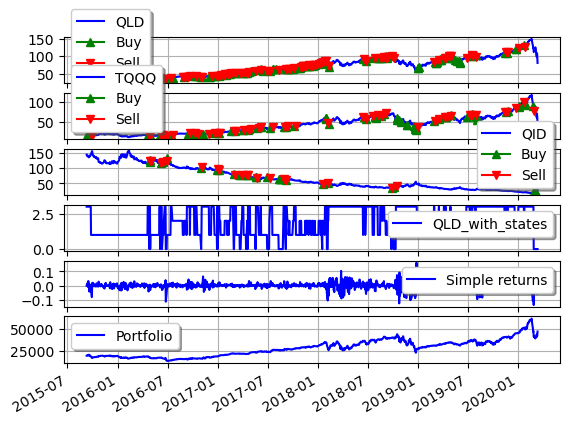 QLD
Buy
Sell
150
100
50
TQQQ
Buy
Sell
100
50
QID
Buy
Sell
150
100
50
QLD_with_states
2.5
0.0
Simple returns
0.1
0.0
−0.1
Portfolio
50000
25000
2015-07
2016-01
2016-07
2017-01
2017-07
2018-01
2018-07
2019-01
2019-07
2020-01